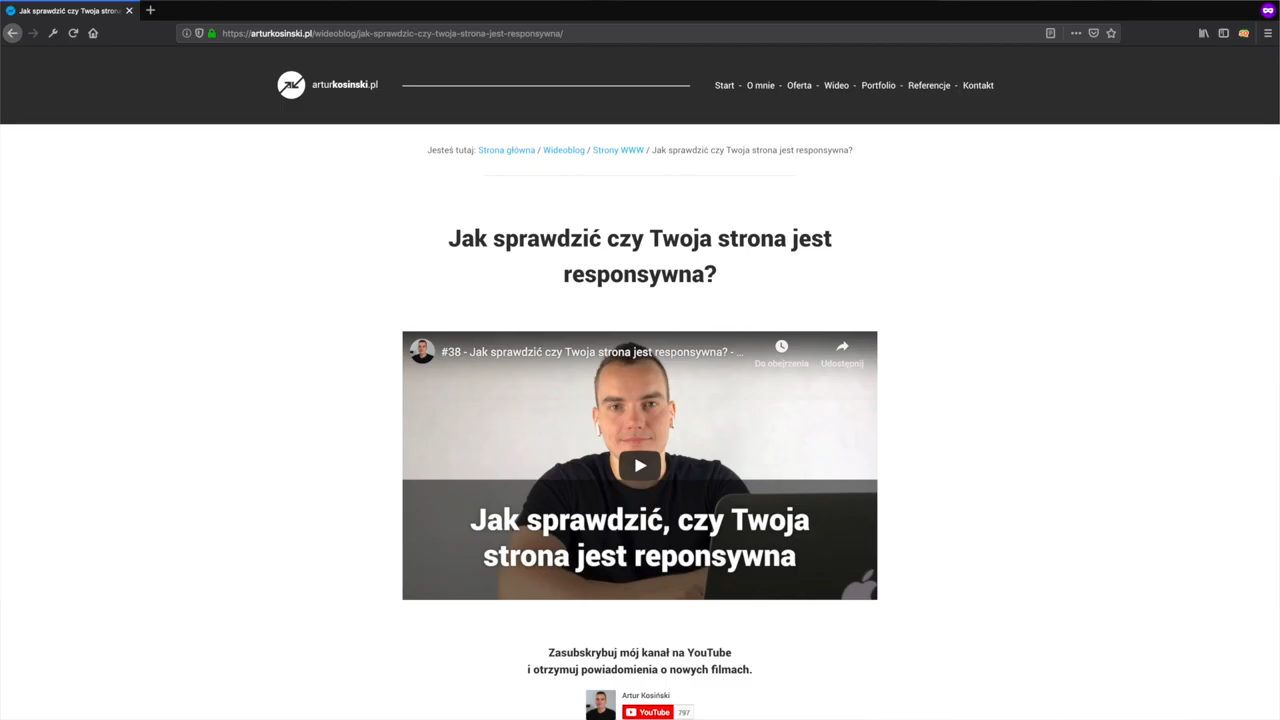 Jak sprawdzić czy Twoja stron
https://arturkosinski.pl/wideoblog/jak-sprawdzic-czy-twoja-strona-jest-responsywna/
arturkosinski.pl
Start - O mnie - Oferta - Wideo - Portfolio - Referencje - Kontakt
Jesteś tutaj: Strona główna / Wideoblog / Strony WWW / Jak sprawdzić czy Twoja strona jest responsywna?
Jak sprawdzić czy Twoja strona jest
responsywna?
#38 - Jak sprawdzić czy Twoja strona jest responsywna? - ...
Do obejrzenia
Udostępnij
Jak sprawdzić, czy Twoja
strona jest reponsywna
Zasubskrybuj mój kanał na YouTube
i otrzymuj powiadomienia o nowych filmach.
Artur Kosiński
YouTube 797